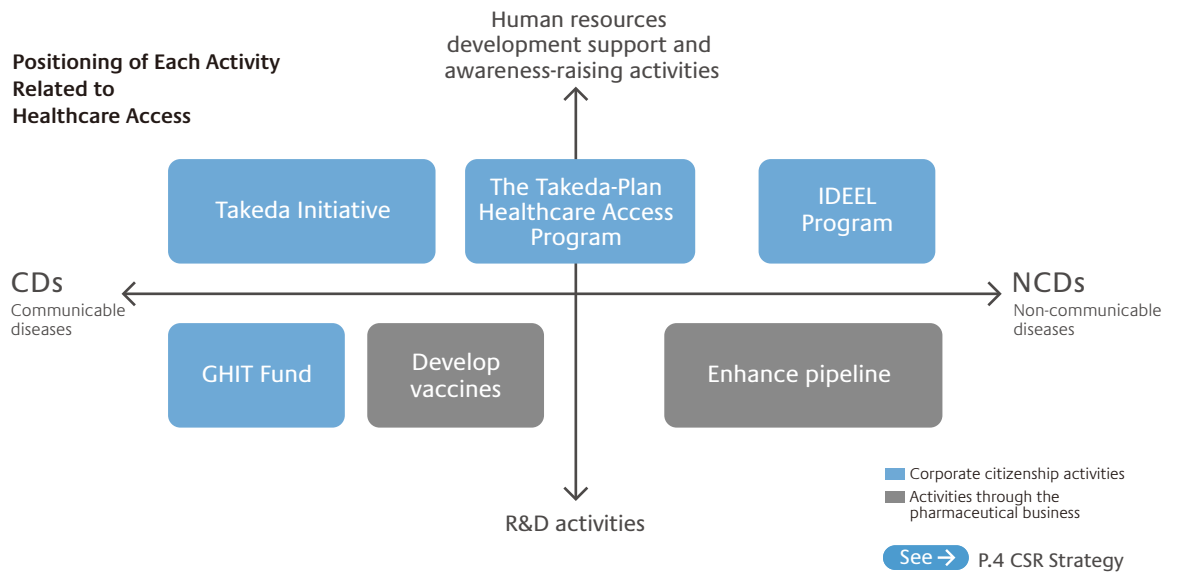 Positioning of Each Activity
Related to
Healthcare Access
Human resources
development support and
awareness-raising activities
Takeda Initiative
The Takeda-Plan
Healthcare Access
Program
IDEEL
Program
CDs
Communicable
diseases
NCDs
Non-communicable
diseases
GHIT Fund
Develop
vaccines
Enhance pipeline
R&D activities
Corporate citizenship activities
Activities through the
pharmaceutical business
See → P.4 CSR Strategy